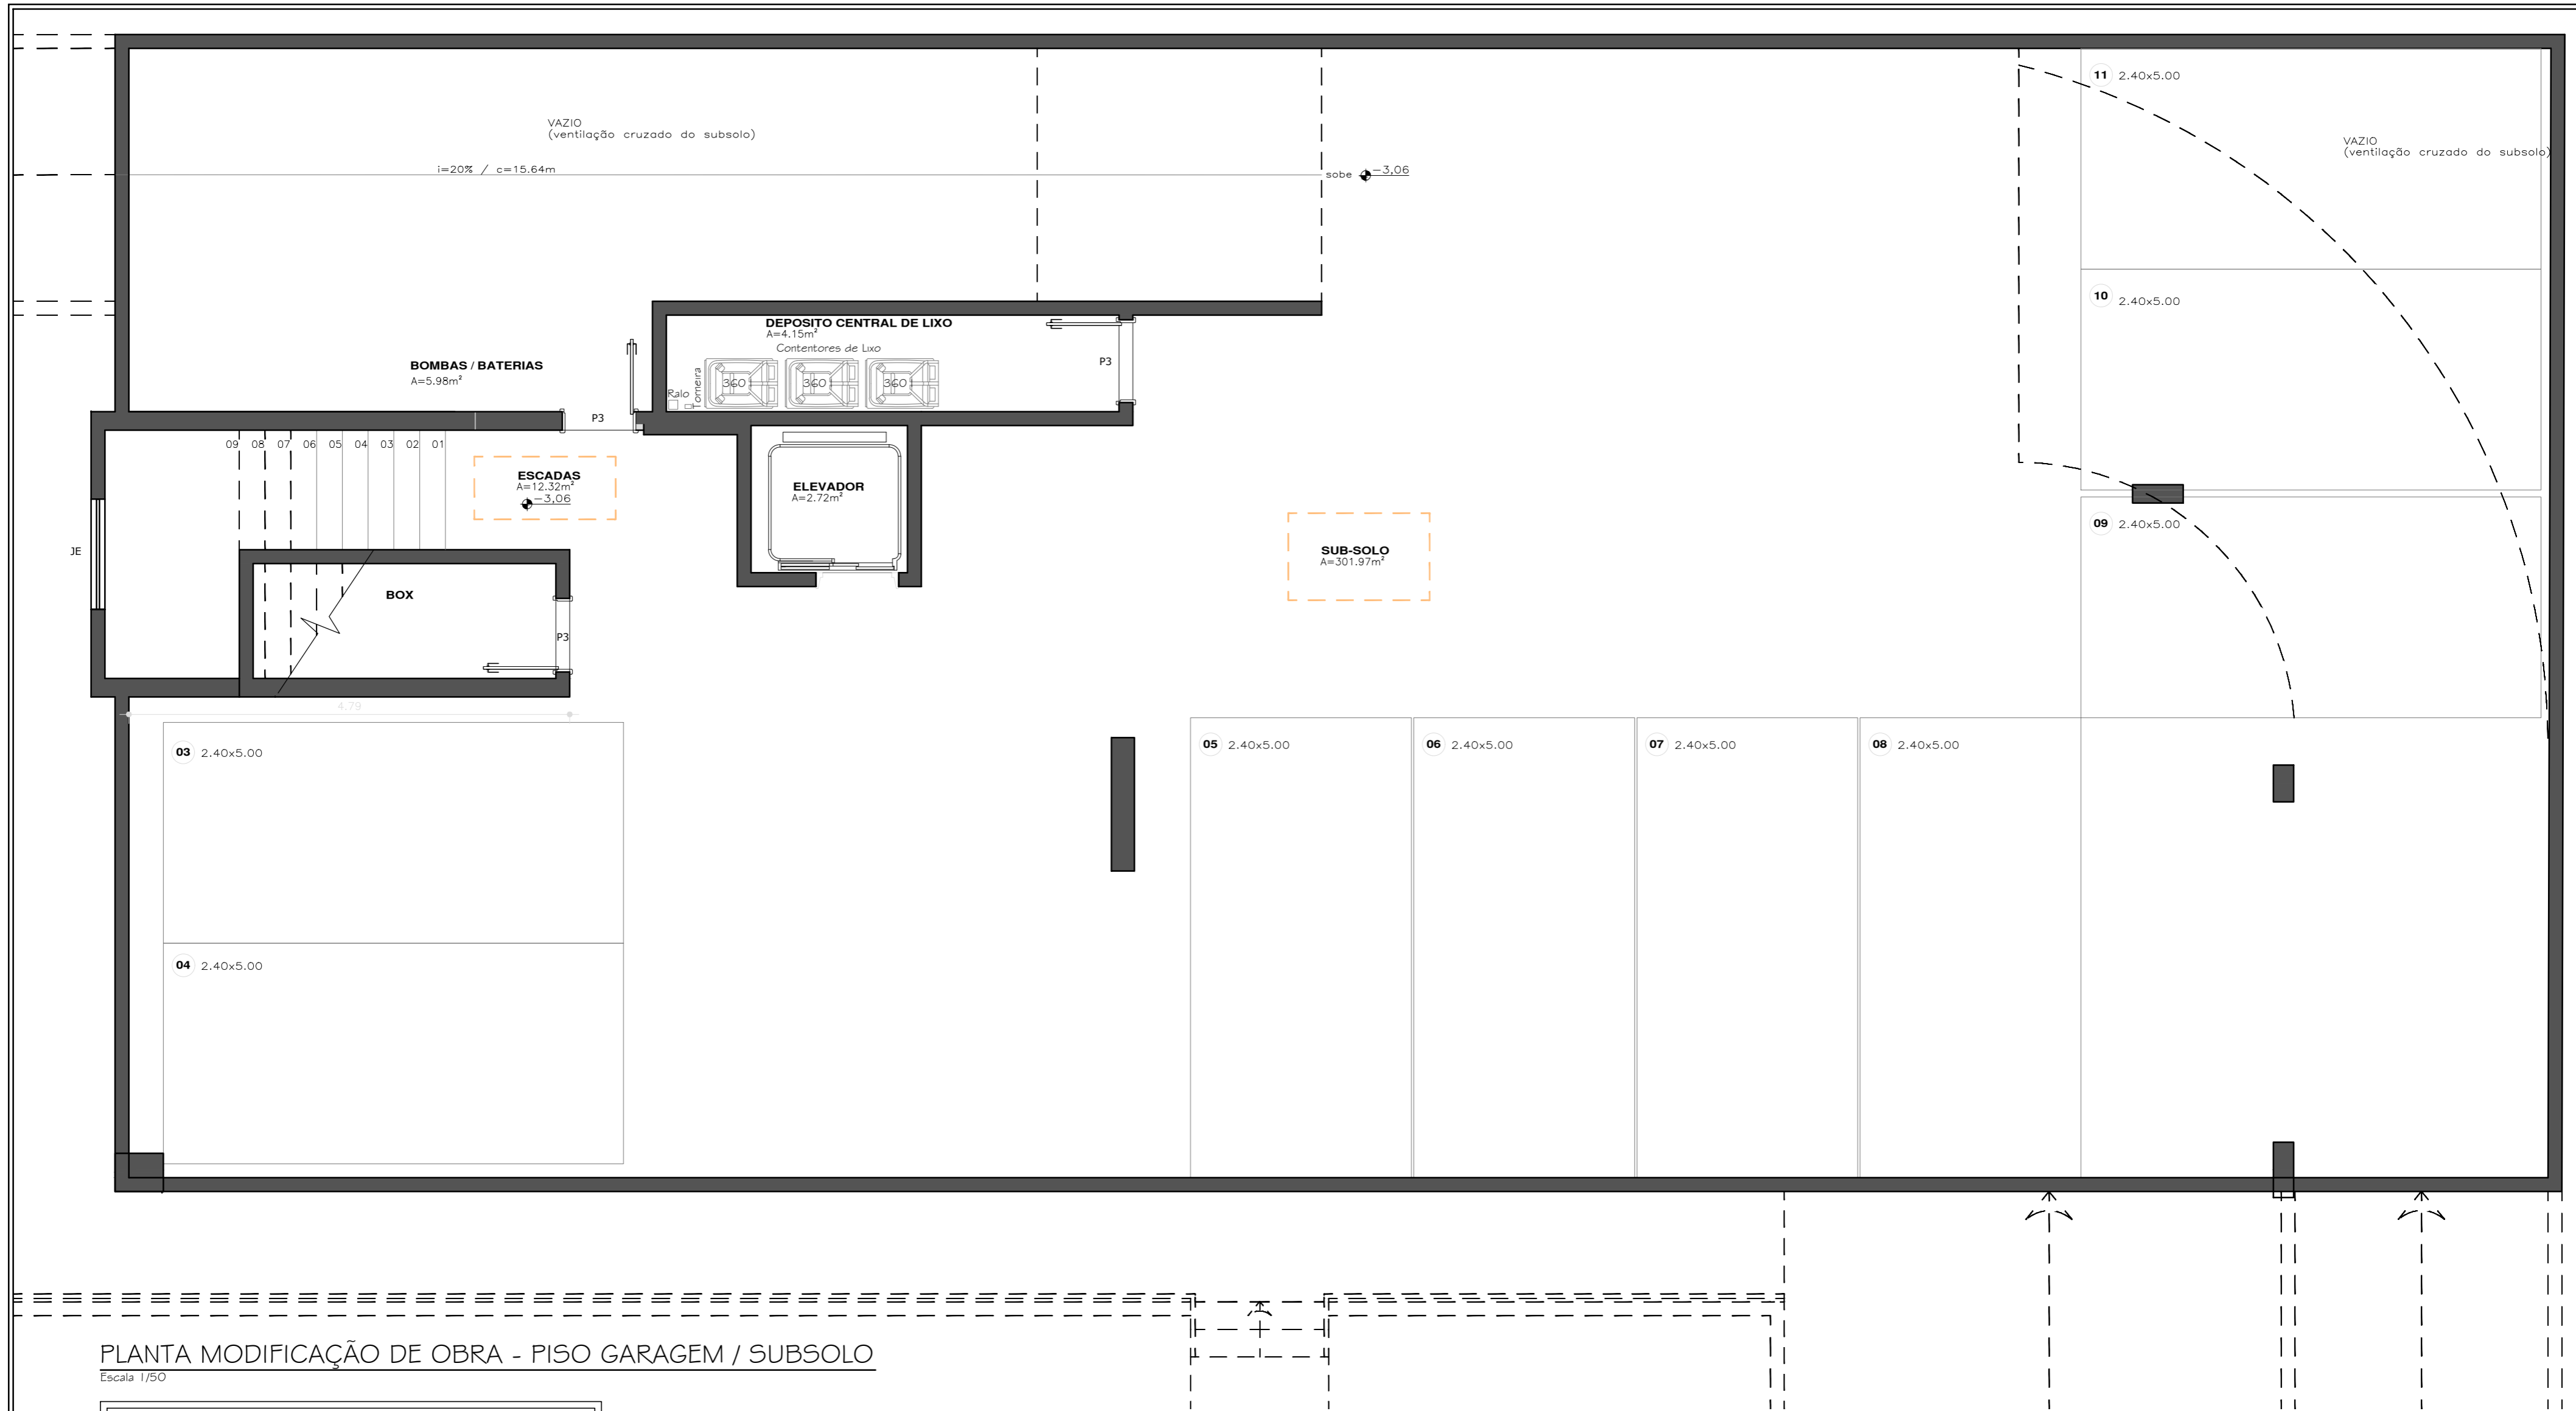 11 2.40x5.00
VAZIO
(ventilação cruzado do subsolo)
VAZIO
(ventilação cruzado do subsolo)
i=20% / c=15.64m
sobe -3,06
10 2.40x5.00
DEPOSITO CENTRAL DE LIXO
A=4.15m²
Contentores de Lixo
P3
BOMBAS / BATERIAS
A=5.98m²
Ralo
Torneira
360 360 360
P3
09 08 07 06 05 04 03 02 01
ESCADAS
A=12.32m²
-3,06
ELEVADOR
A=2.72m²
09 2.40x5.00
JE
SUB-SOLO
A=301.97m²
BOX
P3
4.79
03 2.40x5.00
05 2.40x5.00
06 2.40x5.00
07 2.40x5.00
08 2.40x5.00
04 2.40x5.00
PLANTA MODIFICAÇÃO DE OBRA - PISO GARAGEM / SUBSOLO
Escala 1/50